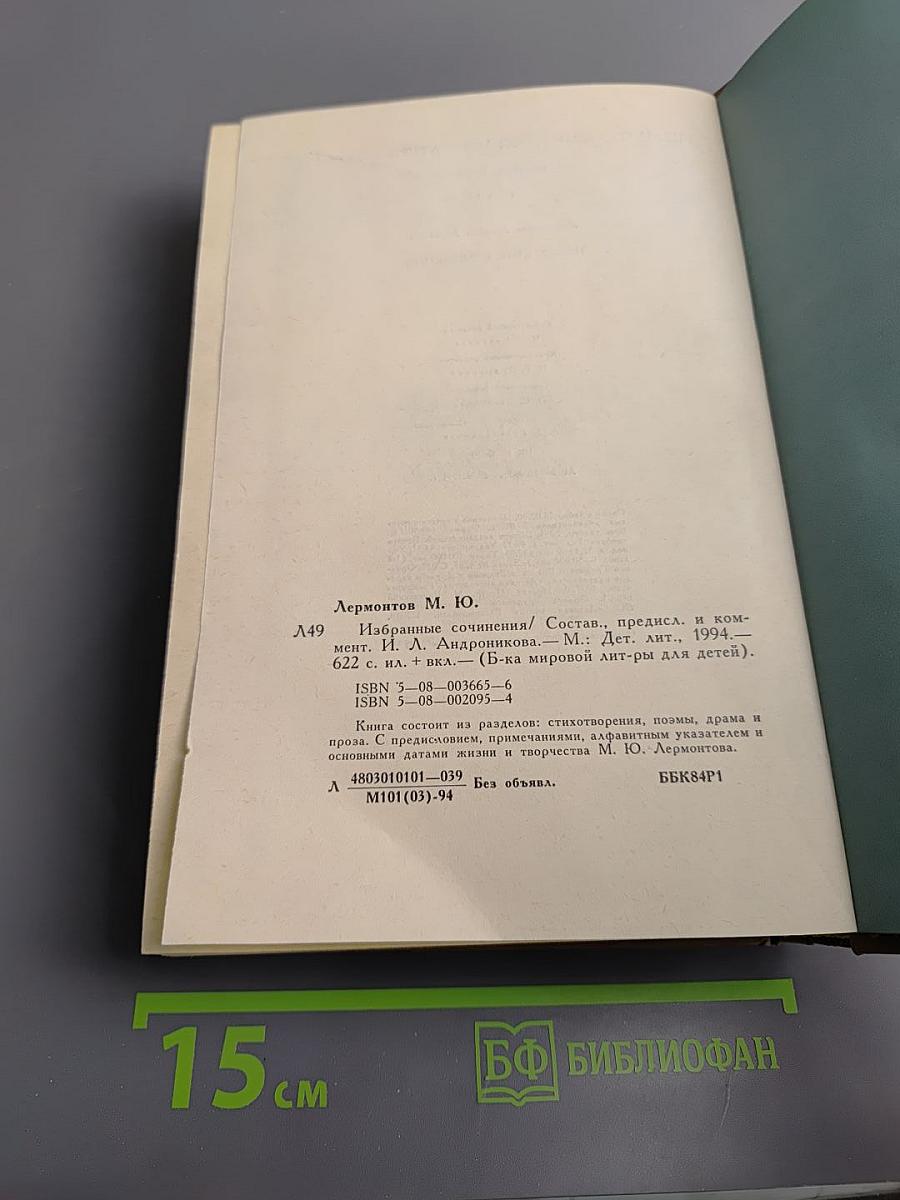 Лермонтов М. Ю.
Л49 Избранные сочинения/ Состав., предисл. и ком-
мент. И. Л. Андроникова.— М.: Дет. лит., 1994.—
622 с. ил. + вкл.— (Б-ка мировой лит-ры для детей).
ISBN 5—08—003665—6
ISBN 5—08—002095—4
Книга состоит из разделов: стихотворения, поэмы, драма и
проза. С предисловием, примечаниями, алфавитным указателем и
основными датами жизни и творчества М. Ю. Лермонтова.
Л 4803010101—039 Без объявл. ББК84Р1
М101(03)-94
15 см БФ БИБЛИОФАН